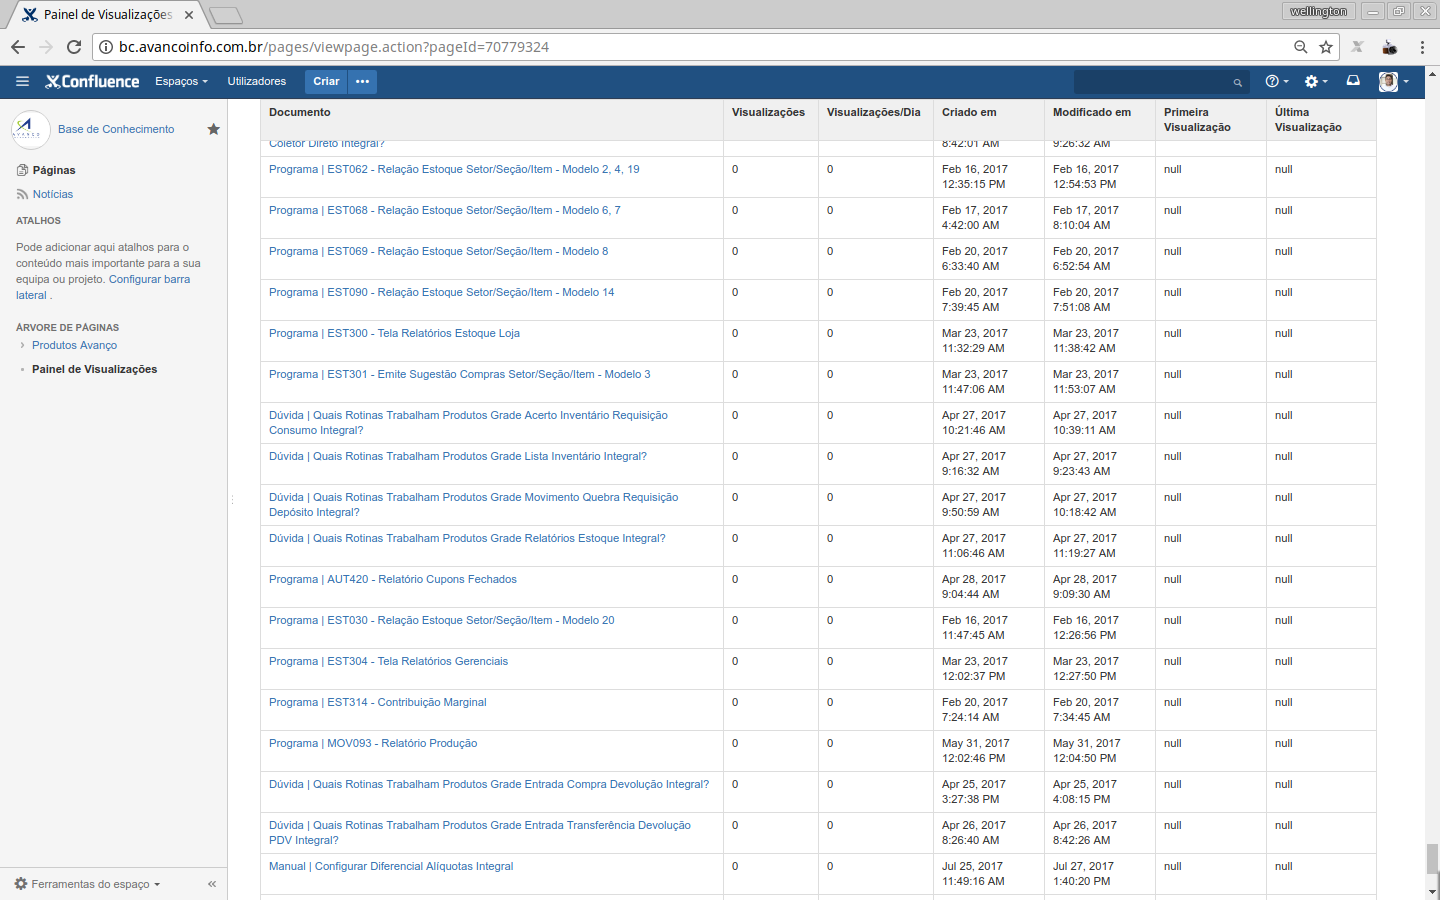 Painel de Visualizações
wellington
bc.avancoinfo.com.br/pages/viewpage.action?pageId=70779324
Confluence Espaços Utilizadores Criar •••
Base de Conhecimento
Páginas
Notícias
ATALHOS
Pode adicionar aqui atalhos para o
conteúdo mais importante para a sua
equipa ou projeto. Configurar barra
lateral .
ÁRVORE DE PÁGINAS
Produtos Avanço
Painel de Visualizações
Ferramentas do espaço
Documento Visualizações Visualizações/Dia Criado em Modificado em Primeira Visualização Última Visualização
Coletor Direto Integral? 8:42:01 AM 9:26:32 AM
Programa | EST062 - Relação Estoque Setor/Seção/Item - Modelo 2, 4, 19 0 0 Feb 16, 2017 Feb 16, 2017 null null
12:35:15 PM 12:54:53 PM
Programa | EST068 - Relação Estoque Setor/Seção/Item - Modelo 6, 7 0 0 Feb 17, 2017 Feb 17, 2017 null null
4:42:00 AM 8:10:04 AM
Programa | EST069 - Relação Estoque Setor/Seção/Item - Modelo 8 0 0 Feb 20, 2017 Feb 20, 2017 null null
6:33:40 AM 6:52:54 AM
Programa | EST090 - Relação Estoque Setor/Seção/Item - Modelo 14 0 0 Feb 20, 2017 Feb 20, 2017 null null
7:39:45 AM 7:51:08 AM
Programa | EST300 - Tela Relatórios Estoque Loja 0 0 Mar 23, 2017 Mar 23, 2017 null null
11:32:29 AM 11:38:42 AM
Programa | EST301 - Emite Sugestão Compras Setor/Seção/Item - Modelo 3 0 0 Mar 23, 2017 Mar 23, 2017 null null
11:47:06 AM 11:53:07 AM
Dúvida | Quais Rotinas Trabalham Produtos Grade Acerto Inventário Requisição 0 0 Apr 27, 2017 Apr 27, 2017 null null
Consumo Integral? 10:21:46 AM 10:39:11 AM
Dúvida | Quais Rotinas Trabalham Produtos Grade Lista Inventário Integral? 0 0 Apr 27, 2017 Apr 27, 2017 null null
9:16:32 AM 9:23:43 AM
Dúvida | Quais Rotinas Trabalham Produtos Grade Movimento Quebra Requisição 0 0 Apr 27, 2017 Apr 27, 2017 null null
Depósito Integral? 9:50:59 AM 10:18:42 AM
Dúvida | Quais Rotinas Trabalham Produtos Grade Relatórios Estoque Integral? 0 0 Apr 27, 2017 Apr 27, 2017 null null
11:06:46 AM 11:19:27 AM
Programa | AUT420 - Relatório Cupons Fechados 0 0 Apr 28, 2017 Apr 28, 2017 null null
9:04:44 AM 9:09:30 AM
Programa | EST030 - Relação Estoque Setor/Seção/Item - Modelo 20 0 0 Feb 16, 2017 Feb 16, 2017 null null
11:47:45 AM 12:26:56 PM
Programa | EST304 - Tela Relatórios Gerenciais 0 0 Mar 23, 2017 Mar 23, 2017 null null
12:02:37 PM 12:27:50 PM
Programa | EST314 - Contribuição Marginal 0 0 Feb 20, 2017 Feb 20, 2017 null null
7:24:14 AM 7:34:45 AM
Programa | MOV093 - Relatório Produção 0 0 May 31, 2017 May 31, 2017 null null
12:02:46 PM 12:04:50 PM
Dúvida | Quais Rotinas Trabalham Produtos Grade Entrada Compra Devolução Integral? 0 0 Apr 25, 2017 Apr 25, 2017 null null
3:27:38 PM 4:08:15 PM
Dúvida | Quais Rotinas Trabalham Produtos Grade Entrada Transferência Devolução 0 0 Apr 26, 2017 Apr 26, 2017 null null
PDV Integral? 8:26:40 AM 8:42:26 AM
Manual | Configurar Diferencial Alíquotas Integral 0 0 Jul 25, 2017 Jul 27, 2017 null null
11:49:16 AM 1:40:20 PM